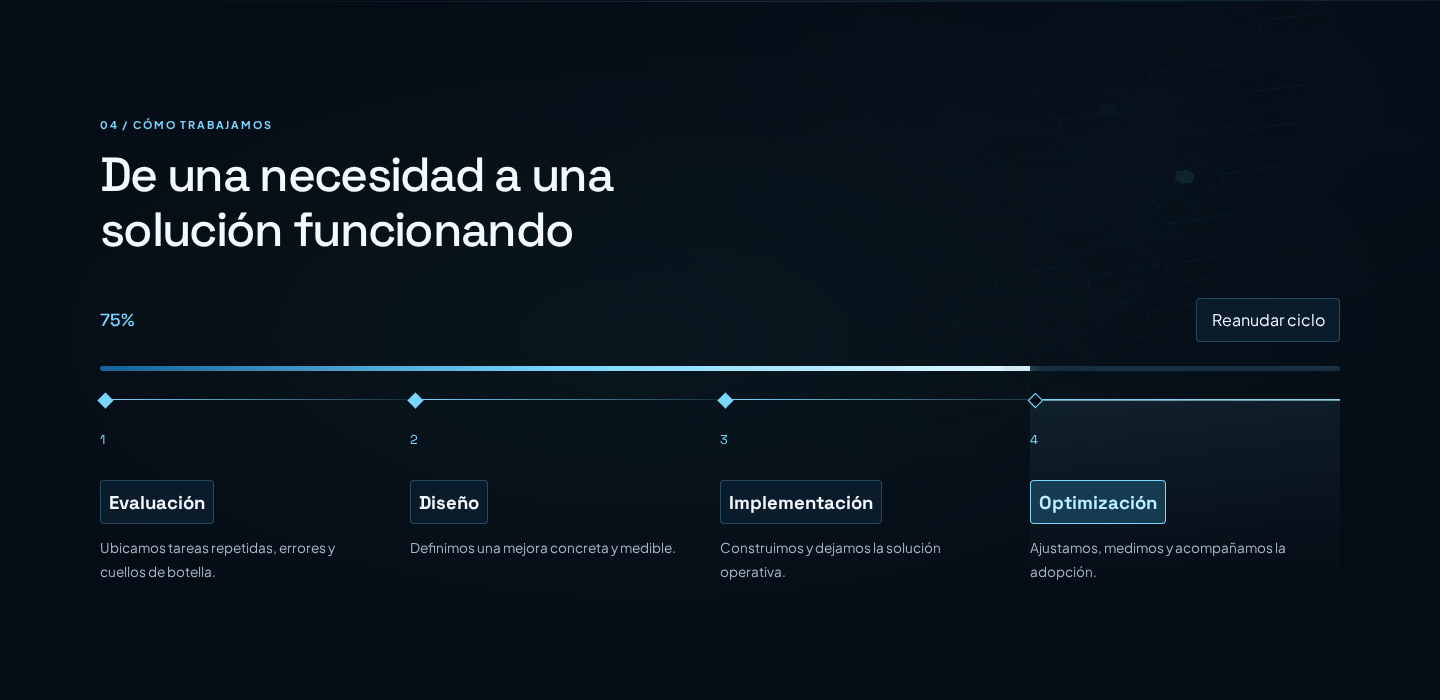 04 / CÓMO TRABAJAMOS
De una necesidad a una
solución funcionando
75%
Reanudar ciclo
1
2
3
4
Evaluación
Diseño
Implementación
Optimización
Ubicamos tareas repetidas, errores y
cuellos de botella.
Definimos una mejora concreta y medible.
Construimos y dejamos la solución
operativa.
Ajustamos, medimos y acompañamos la
adopción.